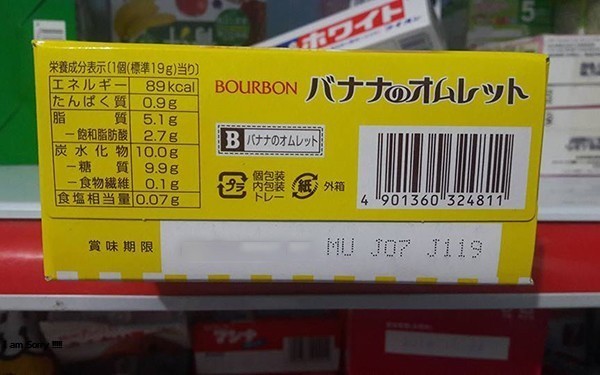 ホワイト
5
栄養成分表示(1個(標準19g)当り)
エネルギー 89kcal
たんぱく質 0.9g
脂質 5.1g
－飽和脂肪酸 2.7g
炭水化物 10.0g
－糖質 9.9g
－食物繊維 0.1g
食塩相当量 0.07g
BOURBON バナナのオムレット
B バナナのオムレット
プラ 個包装 内包装 トレー 紙 外箱
4 901360 324811
賞味期限 MU J07 J119
am Sorry !!!!!